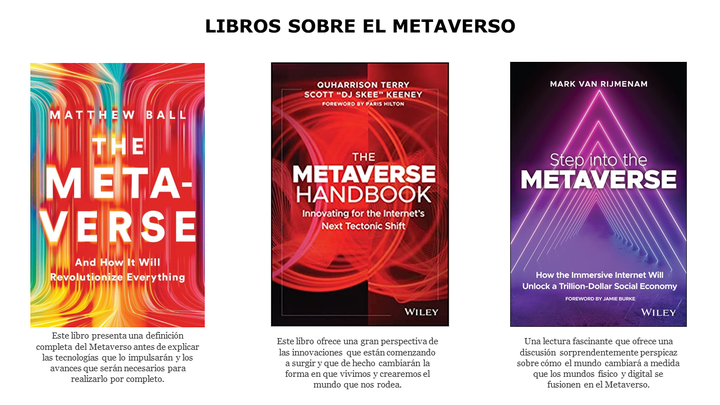 LIBROS SOBRE EL METAVERSO
MATTHEW BALL
THE
META-
VERSE
And How It Will
Revolutionize Everything
Este libro presenta una definición
completa del Metaverso antes de explicar
las tecnologías que lo impulsarán y los
avances que serán necesarios para
realizarlo por completo.
QUHARRISON TERRY
SCOTT "DJ SKEE" KEENEY
FOREWORD BY PARIS HILTON
THE
METAVERSE
HANDBOOK
Innovating for the Internet's
Next Tectonic Shift
WILEY
Este libro ofrece una gran perspectiva de
las innovaciones que están comenzando
a surgir y que de hecho cambiarán la
forma en que vivimos y crearemos el
mundo que nos rodea.
MARK VAN RIJMENAM
Step into the
METAVERSE
How the Immersive Internet Will
Unlock a Trillion-Dollar Social Economy
FOREWORD BY JAMIE BURKE
WILEY
Una lectura fascinante que ofrece una
discusión sorprendentemente perspicaz
sobre cómo el mundo cambiará a medida
que los mundos físico y digital se
fusionen en el Metaverso.